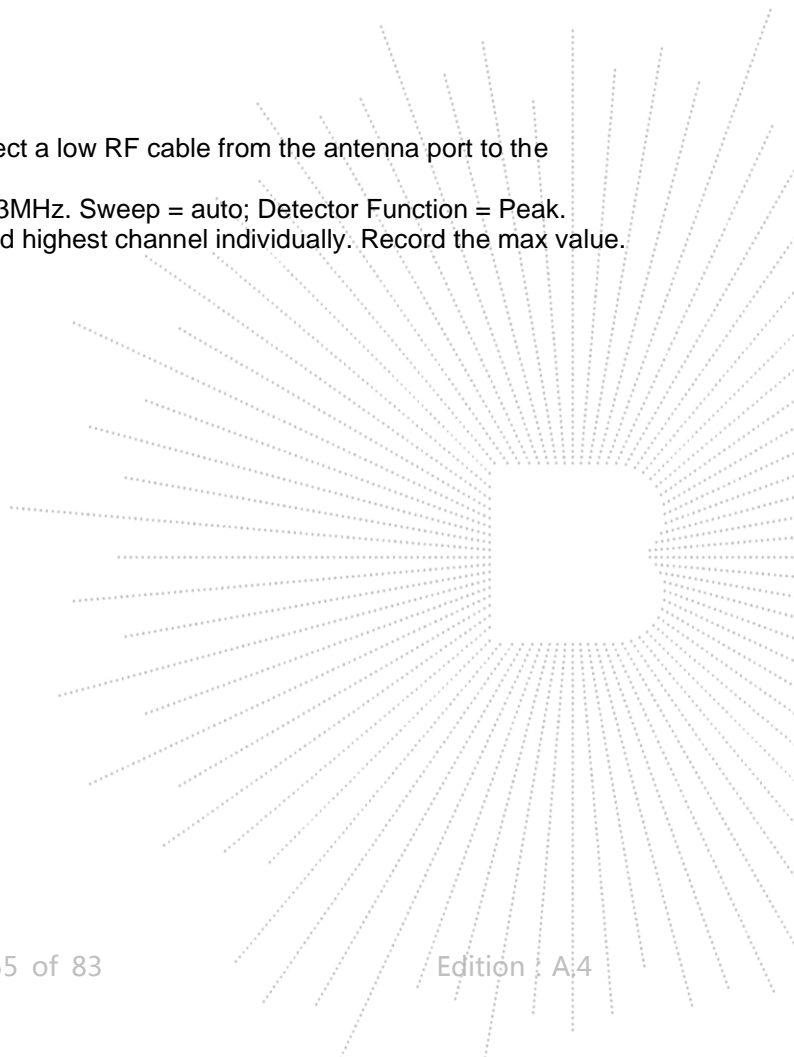 ect a low RF cable from the antenna port to the
3MHz. Sweep = auto; Detector Function = Peak.
d highest channel individually. Record the max value.
5 of 83
Edition : A.4